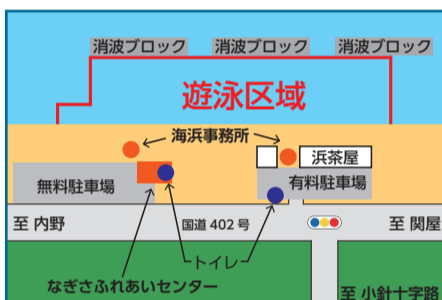 消波ブロック 消波ブロック 消波ブロック
遊泳区域
海浜事務所
浜茶屋
無料駐車場
有料駐車場
至 内野
国道 402 号
至 関屋
トイレ
なぎさふれあいセンター
至 小針十字路